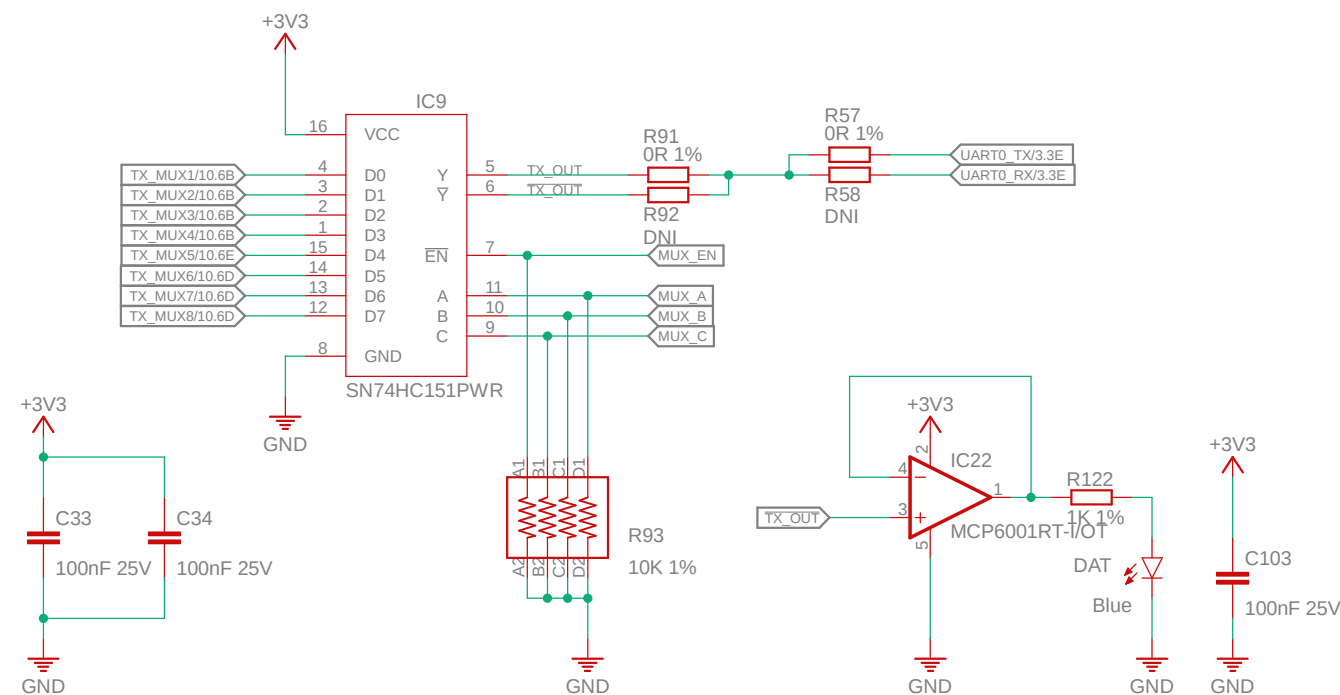 +3V3
IC9
16 VCC
TX_MUX1/10.6B 4 D0 Y 5 TX_OUT
TX_MUX2/10.6B 3 D1 Y 6 TX_OUT
TX_MUX3/10.6B 2 D2
TX_MUX4/10.6B 1 D3
TX_MUX5/10.6E 15 D4 EN 7 MUX_EN
TX_MUX6/10.6D 14 D5
TX_MUX7/10.6D 13 D6 A 11 MUX_A
TX_MUX8/10.6D 12 D7 B 10 MUX_B
C 9 MUX_C
8 GND
SN74HC151PWR
GND
R91
0R 1%
R92
DNI
R57
0R 1%
UART0_TX/3.3E
UART0_RX/3.3E
R58
DNI
+3V3
C33
100nF 25V
C34
100nF 25V
GND
A1 B1 C1 D1
R93
10K 1%
A2 B2 C2 D2
GND
+3V3
2
IC22
4
TX_OUT 3
1
5
MCP6001RT-I/OT
R122
1K 1%
DAT
Blue
GND
GND
+3V3
C103
100nF 25V
GND